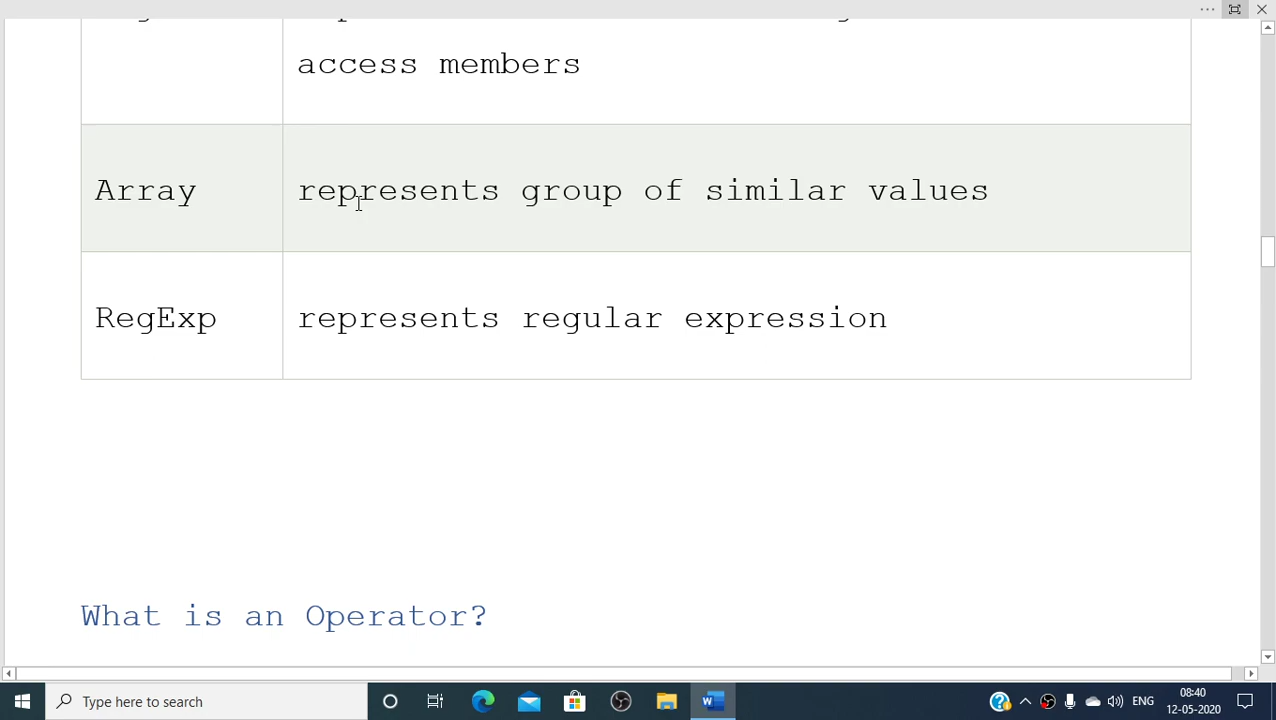 access members
Array represents group of similar values
RegExp represents regular expression
What is an Operator?
Type here to search
ENG
08:40
12-05-2020